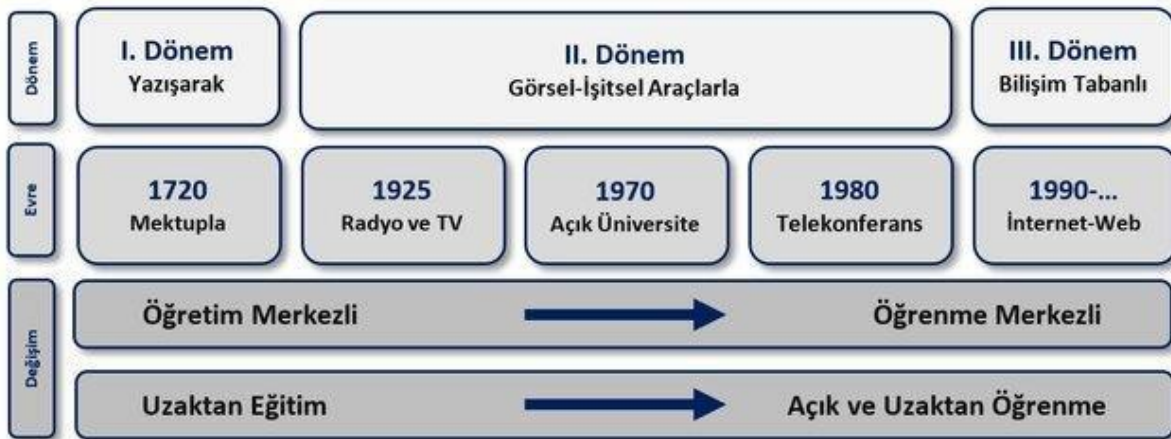 Dönem
I. Dönem
Yazışarak
II. Dönem
Görsel-İşitsel Araçlarla
III. Dönem
Bilişim Tabanlı
Evre
1720
Mektupla
1925
Radyo ve TV
1970
Açık Üniversite
1980
Telekonferans
1990-...
İnternet-Web
Değişim
Öğretim Merkezli
Öğrenme Merkezli
Uzaktan Eğitim
Açık ve Uzaktan Öğrenme